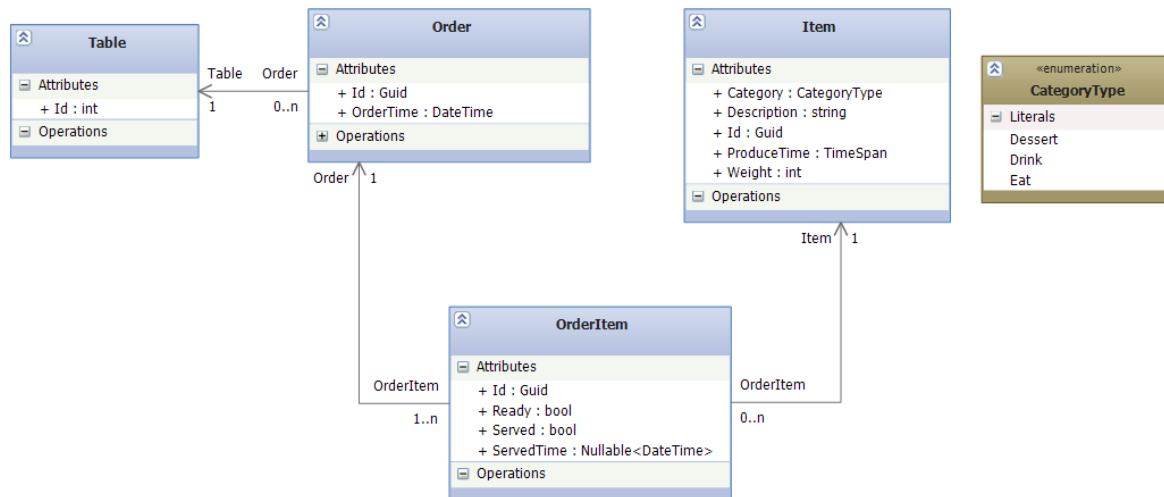 Table
Attributes
+ Id : int
Operations
Table
Order
1
0..n
Order
Attributes
+ Id : Guid
+ OrderTime : DateTime
Operations
Order
1
Item
Attributes
+ Category : CategoryType
+ Description : string
+ Id : Guid
+ ProduceTime : TimeSpan
+ Weight : int
Operations
Item
1
«enumeration»
CategoryType
Literals
Dessert
Drink
Eat
OrderItem
Attributes
+ Id : Guid
+ Ready : bool
+ Served : bool
+ ServedTime : Nullable<DateTime>
Operations
OrderItem
1..n
OrderItem
0..n